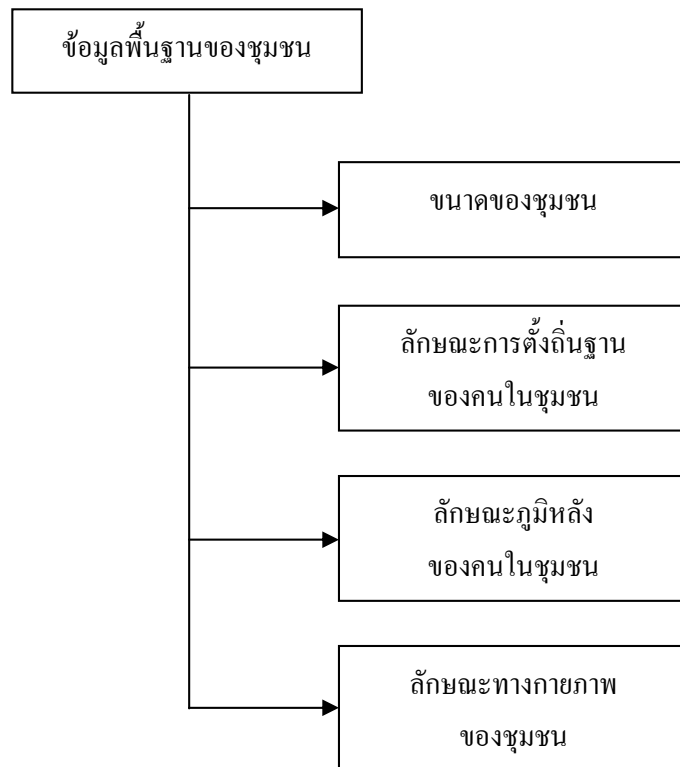 ข้อมูลพื้นฐานของชุมชน
ขนาดของชุมชน
ลักษณะการตั้งถิ่นฐาน
ของคนในชุมชน
ลักษณะภูมิหลัง
ของคนในชุมชน
ลักษณะทางกายภาพ
ของชุมชน